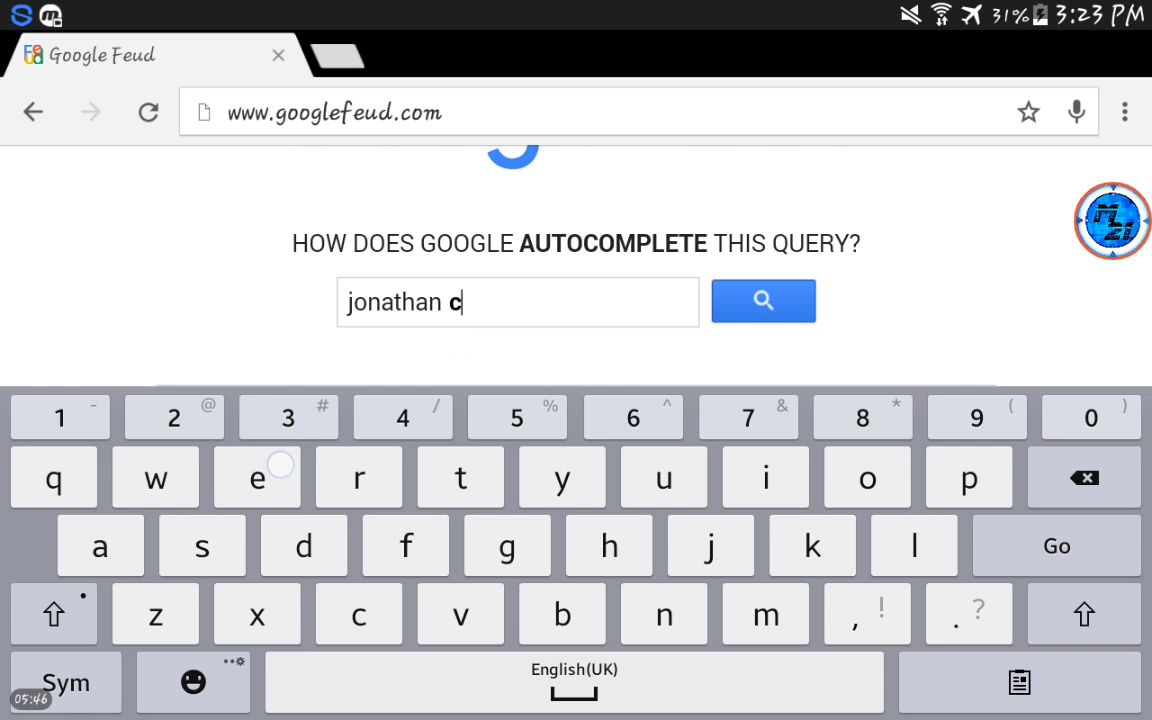 31% 3:23 PM
Google Feud
www.googlefeud.com
M21
HOW DOES GOOGLE AUTOCOMPLETE THIS QUERY?
jonathan c
1 - 2 @ 3 # 4 / 5 % 6 ^ 7 & 8 * 9 ( 0 )
q w e r t y u i o p
a s d f g h j k l Go
z x c v b n m , ! . ?
Sym English(UK)
05:46